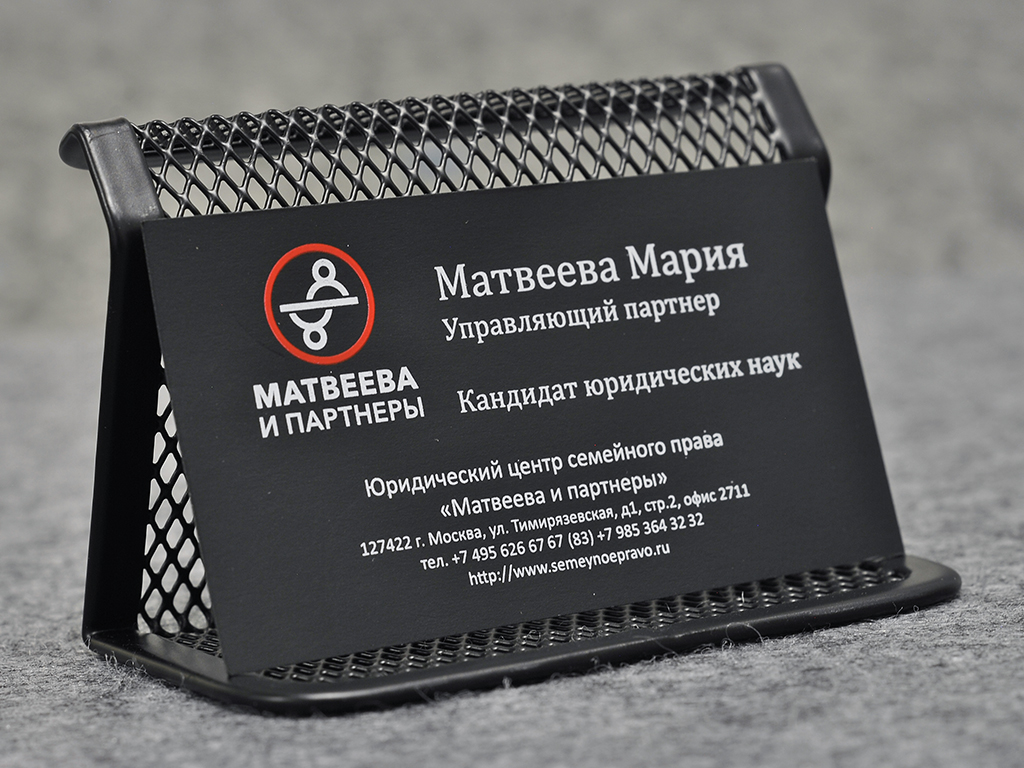 МАТВЕЕВА
И ПАРТНЕРЫ
Матвеева Мария
Управляющий партнер
Кандидат юридических наук
Юридический центр семейного права
«Матвеева и партнеры»
127422 г. Москва, ул. Тимирязевская, д1, стр.2, офис 2711
тел. +7 495 626 67 67 (83) +7 985 364 32 32
http://www.semeynoepravo.ru